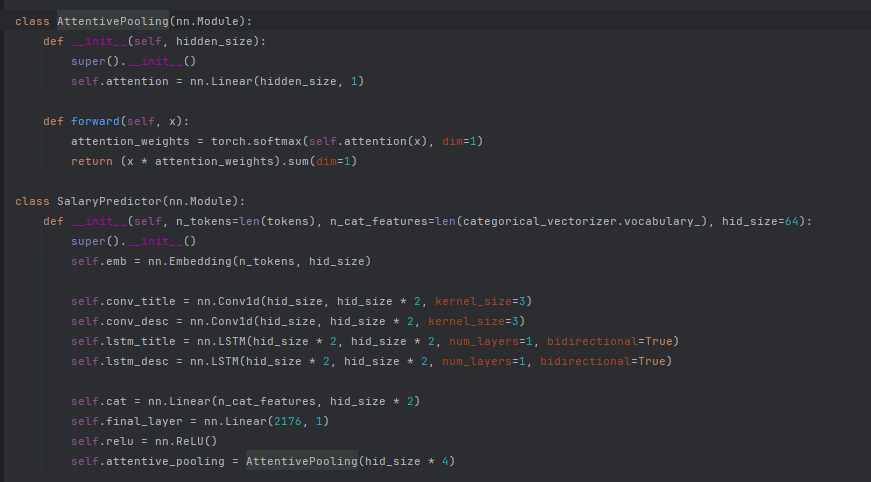 class AttentivePooling(nn.Module):
    def __init__(self, hidden_size):
        super().__init__()
        self.attention = nn.Linear(hidden_size, 1)

    def forward(self, x):
        attention_weights = torch.softmax(self.attention(x), dim=1)
        return (x * attention_weights).sum(dim=1)

class SalaryPredictor(nn.Module):
    def __init__(self, n_tokens=len(tokens), n_cat_features=len(categorical_vectorizer.vocabulary_), hid_size=64):
        super().__init__()
        self.emb = nn.Embedding(n_tokens, hid_size)

        self.conv_title = nn.Conv1d(hid_size, hid_size * 2, kernel_size=3)
        self.conv_desc = nn.Conv1d(hid_size, hid_size * 2, kernel_size=3)
        self.lstm_title = nn.LSTM(hid_size * 2, hid_size * 2, num_layers=1, bidirectional=True)
        self.lstm_desc = nn.LSTM(hid_size * 2, hid_size * 2, num_layers=1, bidirectional=True)

        self.cat = nn.Linear(n_cat_features, hid_size * 2)
        self.final_layer = nn.Linear(2176, 1)
        self.relu = nn.ReLU()
        self.attentive_pooling = AttentivePooling(hid_size * 4)